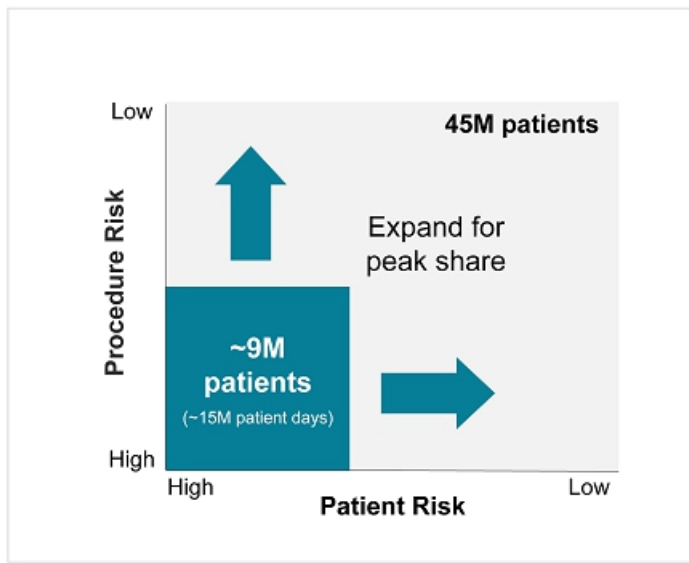 Low
45M patients
Procedure Risk
Expand for
peak share
~9M
patients
(~15M patient days)
High
High
Low
Patient Risk